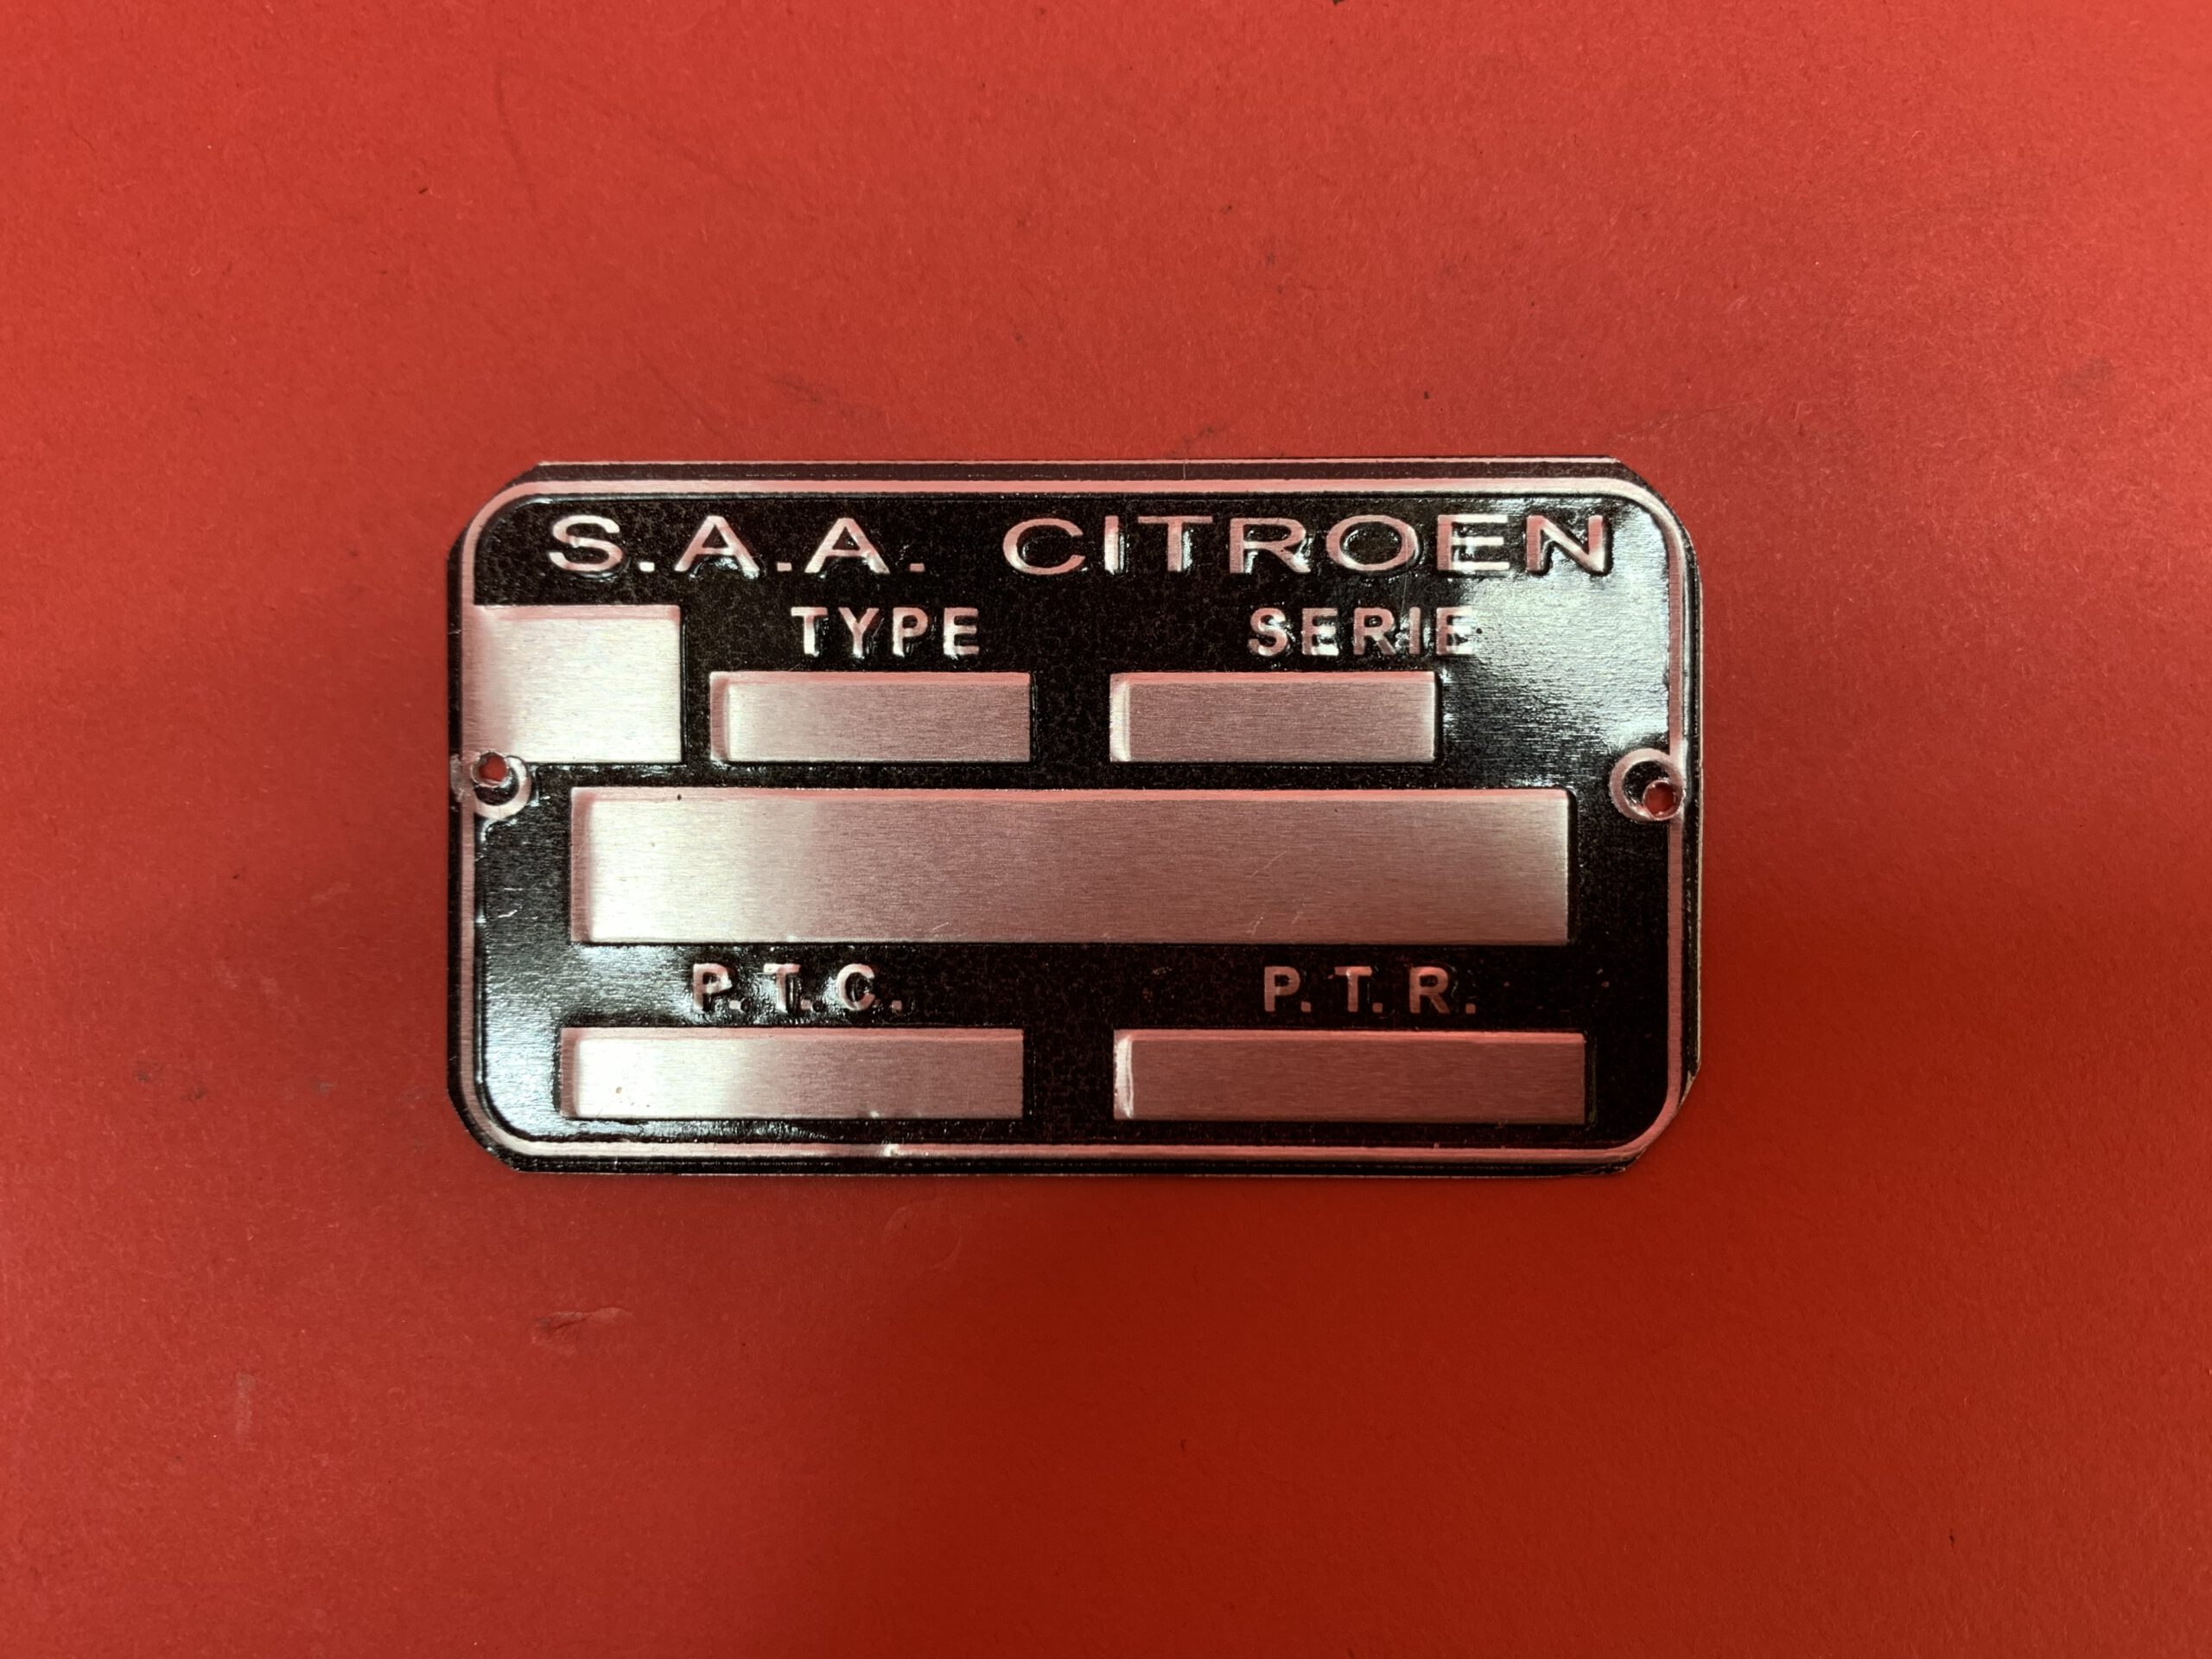 S.A.A. CITROEN
TYPE SERIE
P.T.C. P.T.R.